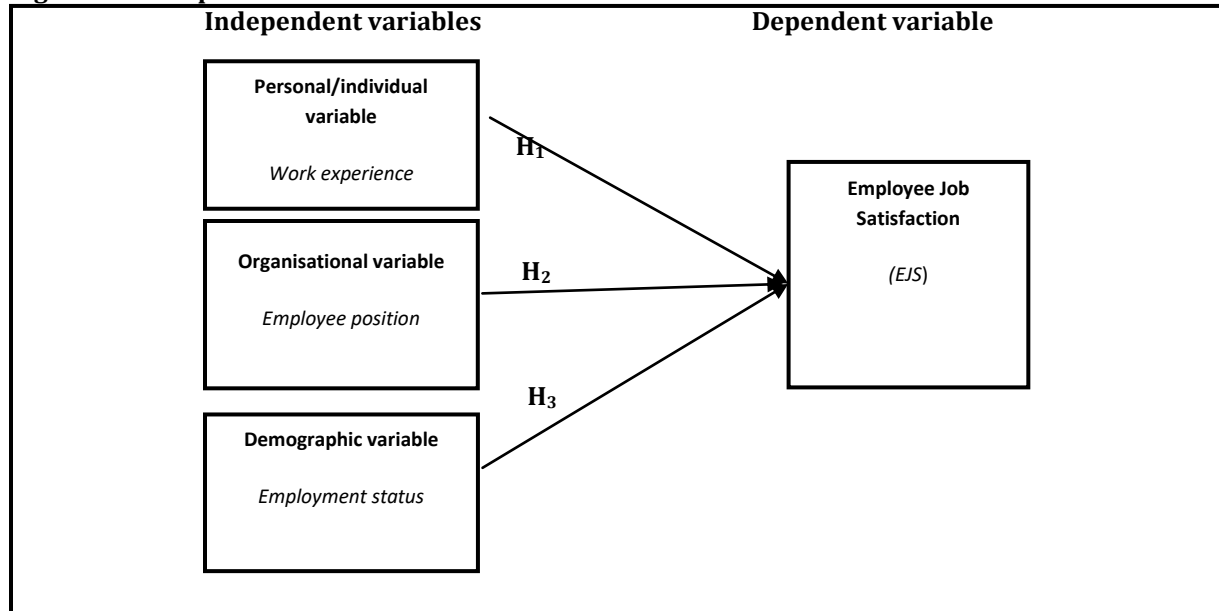 Independent variables
Dependent variable
Personal/individual
variable
Work experience
H₁
Organisational variable
Employee position
H₂
Demographic variable
Employment status
H₃
Employee Job
Satisfaction
(EJS)